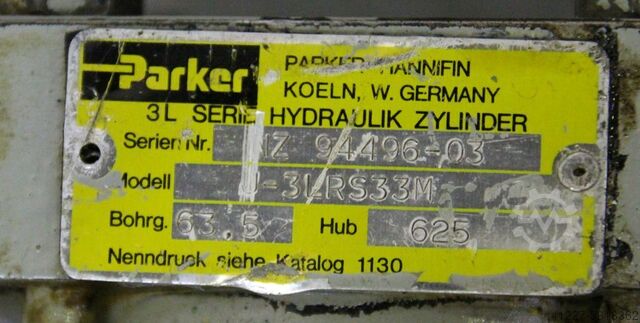 Parker
PARKER HANNIFIN
KOELN, W. GERMANY
3L SERIE HYDRAULIK ZYLINDER
Serien Nr. NZ 94496-03
Modell -3LRS33M
Bohrg. 63.5 Hub 625
Nenndruck siehe Katalog 1130